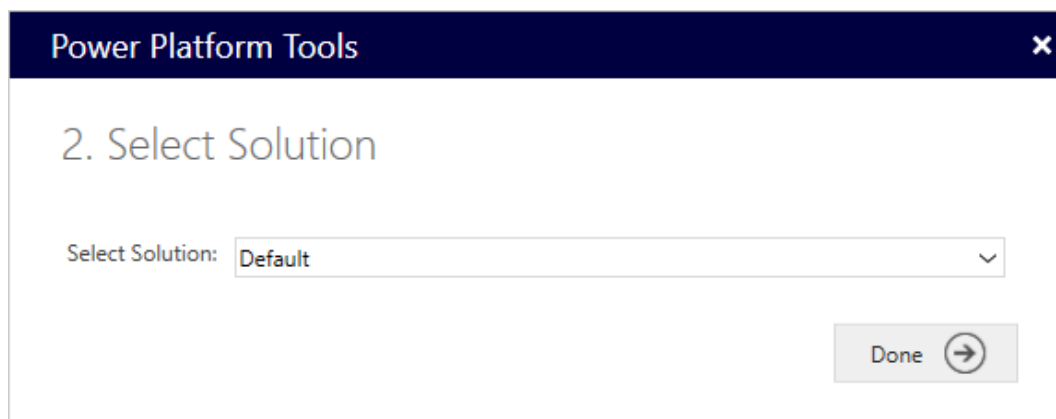 Power Platform Tools
2. Select Solution
Select Solution: Default
Done